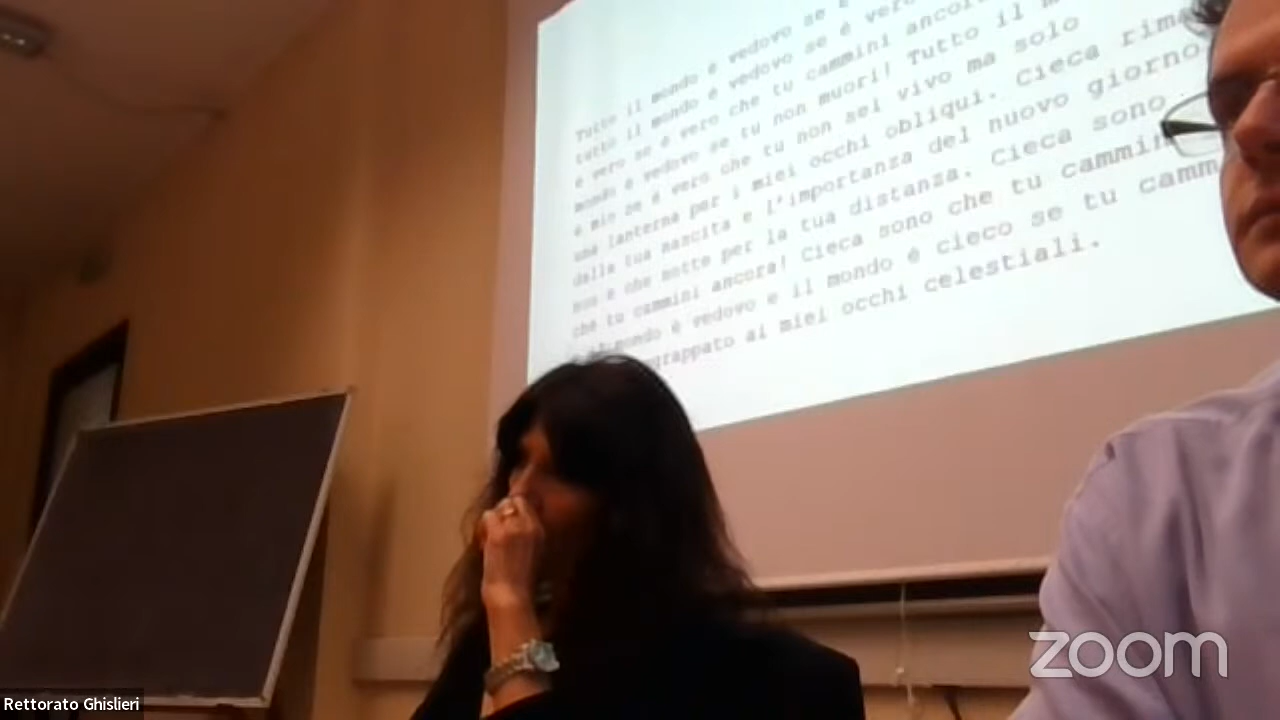 Tutto il mondo è vedovo se è
tutto il mondo è vedovo se è vero
e vero se è vero che tu cammini ancora
mondo è vedovo se tu non muori! Tutto il
è mio se è vero che tu non sei vivo ma solo
una lanterna per i miei occhi obliqui. Cieca
dalla tua nascita e l'importanza del nuovo giorno
non è che notte per la tua distanza. Cieca sono
che tu cammini ancora! Cieca sono che tu
mondo è vedovo e il mondo è cieco se tu
ai miei occhi celestiali.
Rettorato Ghislieri
zoom